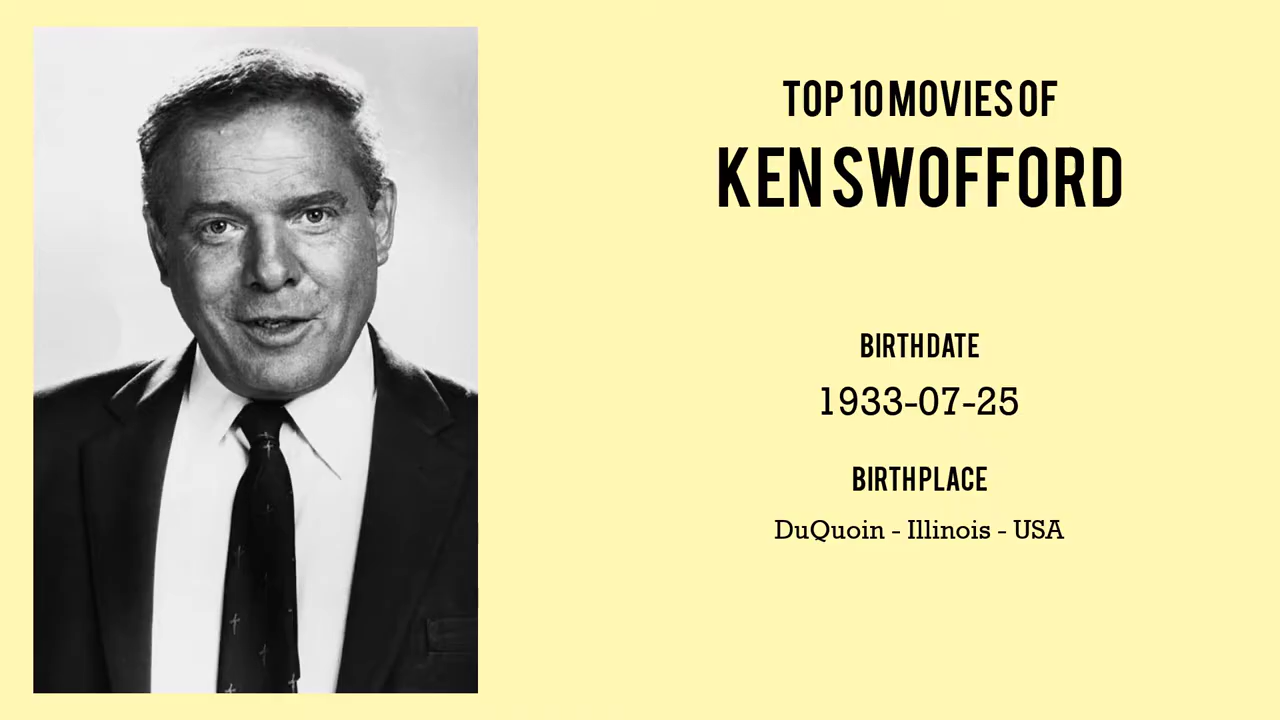 TOP 10 MOVIES OF
KEN SWOFFORD
BIRTHDATE
1933-07-25
BIRTHPLACE
DuQuoin - Illinois - USA